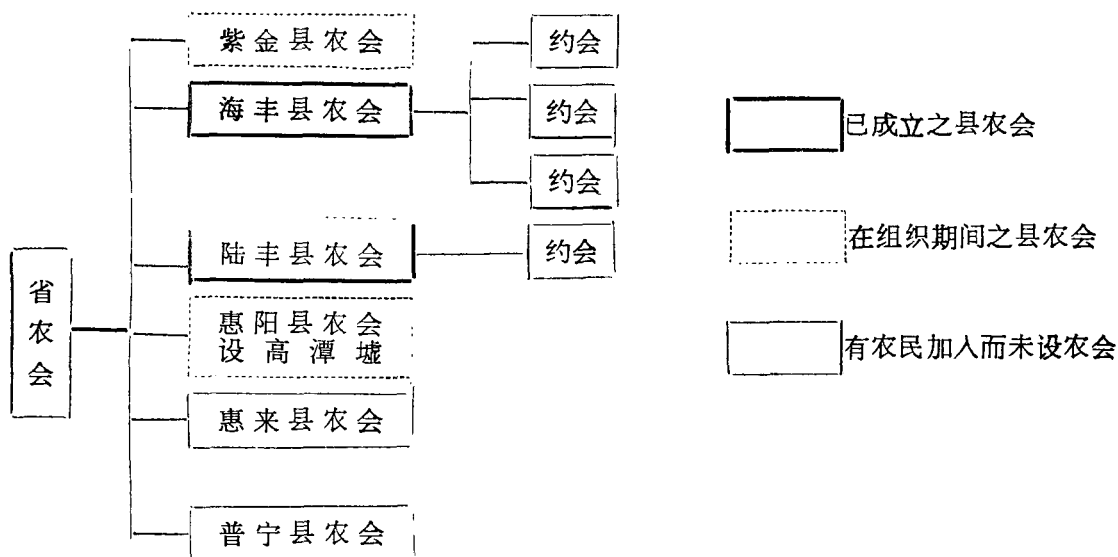 省农会
紫金县农会
海丰县农会
陆丰县农会
惠阳县农会
设高潭墟
惠来县农会
普宁县农会
约会
约会
约会
约会
已成立之县农会
在组织期间之县农会
有农民加入而未设农会